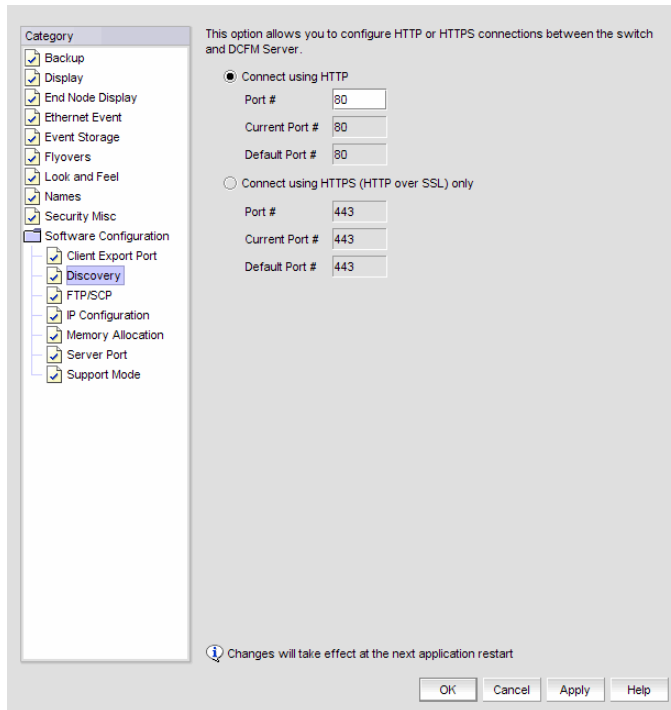 Category
Backup
Display
End Node Display
Ethernet Event
Event Storage
Flyovers
Look and Feel
Names
Security Misc
Software Configuration
Client Export Port
Discovery
FTP/SCP
IP Configuration
Memory Allocation
Server Port
Support Mode
This option allows you to configure HTTP or HTTPS connections between the switch
and DCFM Server.
Connect using HTTP
Port # 80
Current Port # 80
Default Port # 80
Connect using HTTPS (HTTP over SSL) only
Port # 443
Current Port # 443
Default Port # 443
Changes will take effect at the next application restart
OK Cancel Apply Help